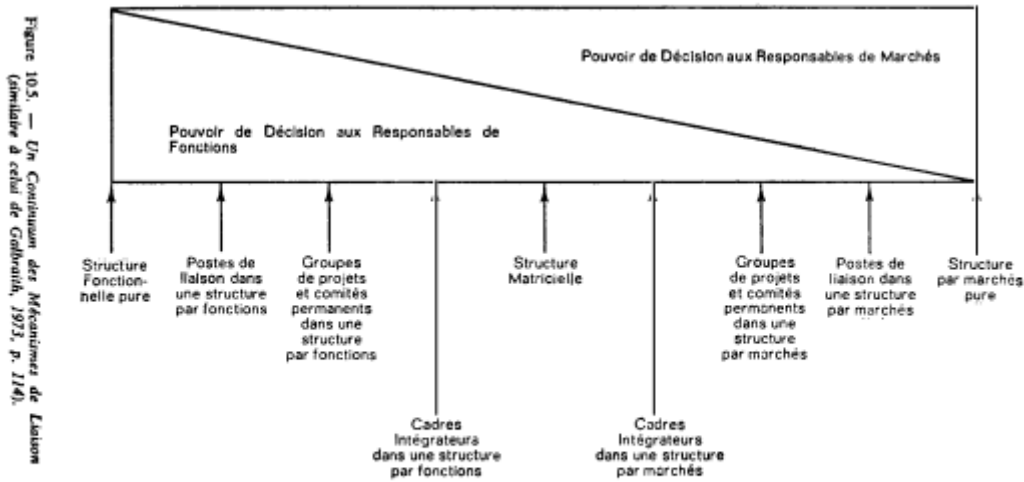 Figure 10.5. — Un Continuum des Mécanismes de Liaison
(similaire à celui de Galbraith, 1973, p. 114).
Pouvoir de Décision aux Responsables de Marchés
Pouvoir de Décision aux Responsables de
Fonctions
Structure
Fonction-
nelle pure
Postes de
liaison dans
une structure
par fonctions
Groupes
de projets
et comités
permanents
dans une
structure
par fonctions
Cadres
Intégrateurs
dans une structure
par fonctions
Structure
Matricielle
Cadres
Intégrateurs
dans une structure
par marchés
Groupes
de projets
et comités
permanents
dans une
structure
par marchés
Postes de
liaison dans
une structure
par marchés
Structure
par marchés
pure